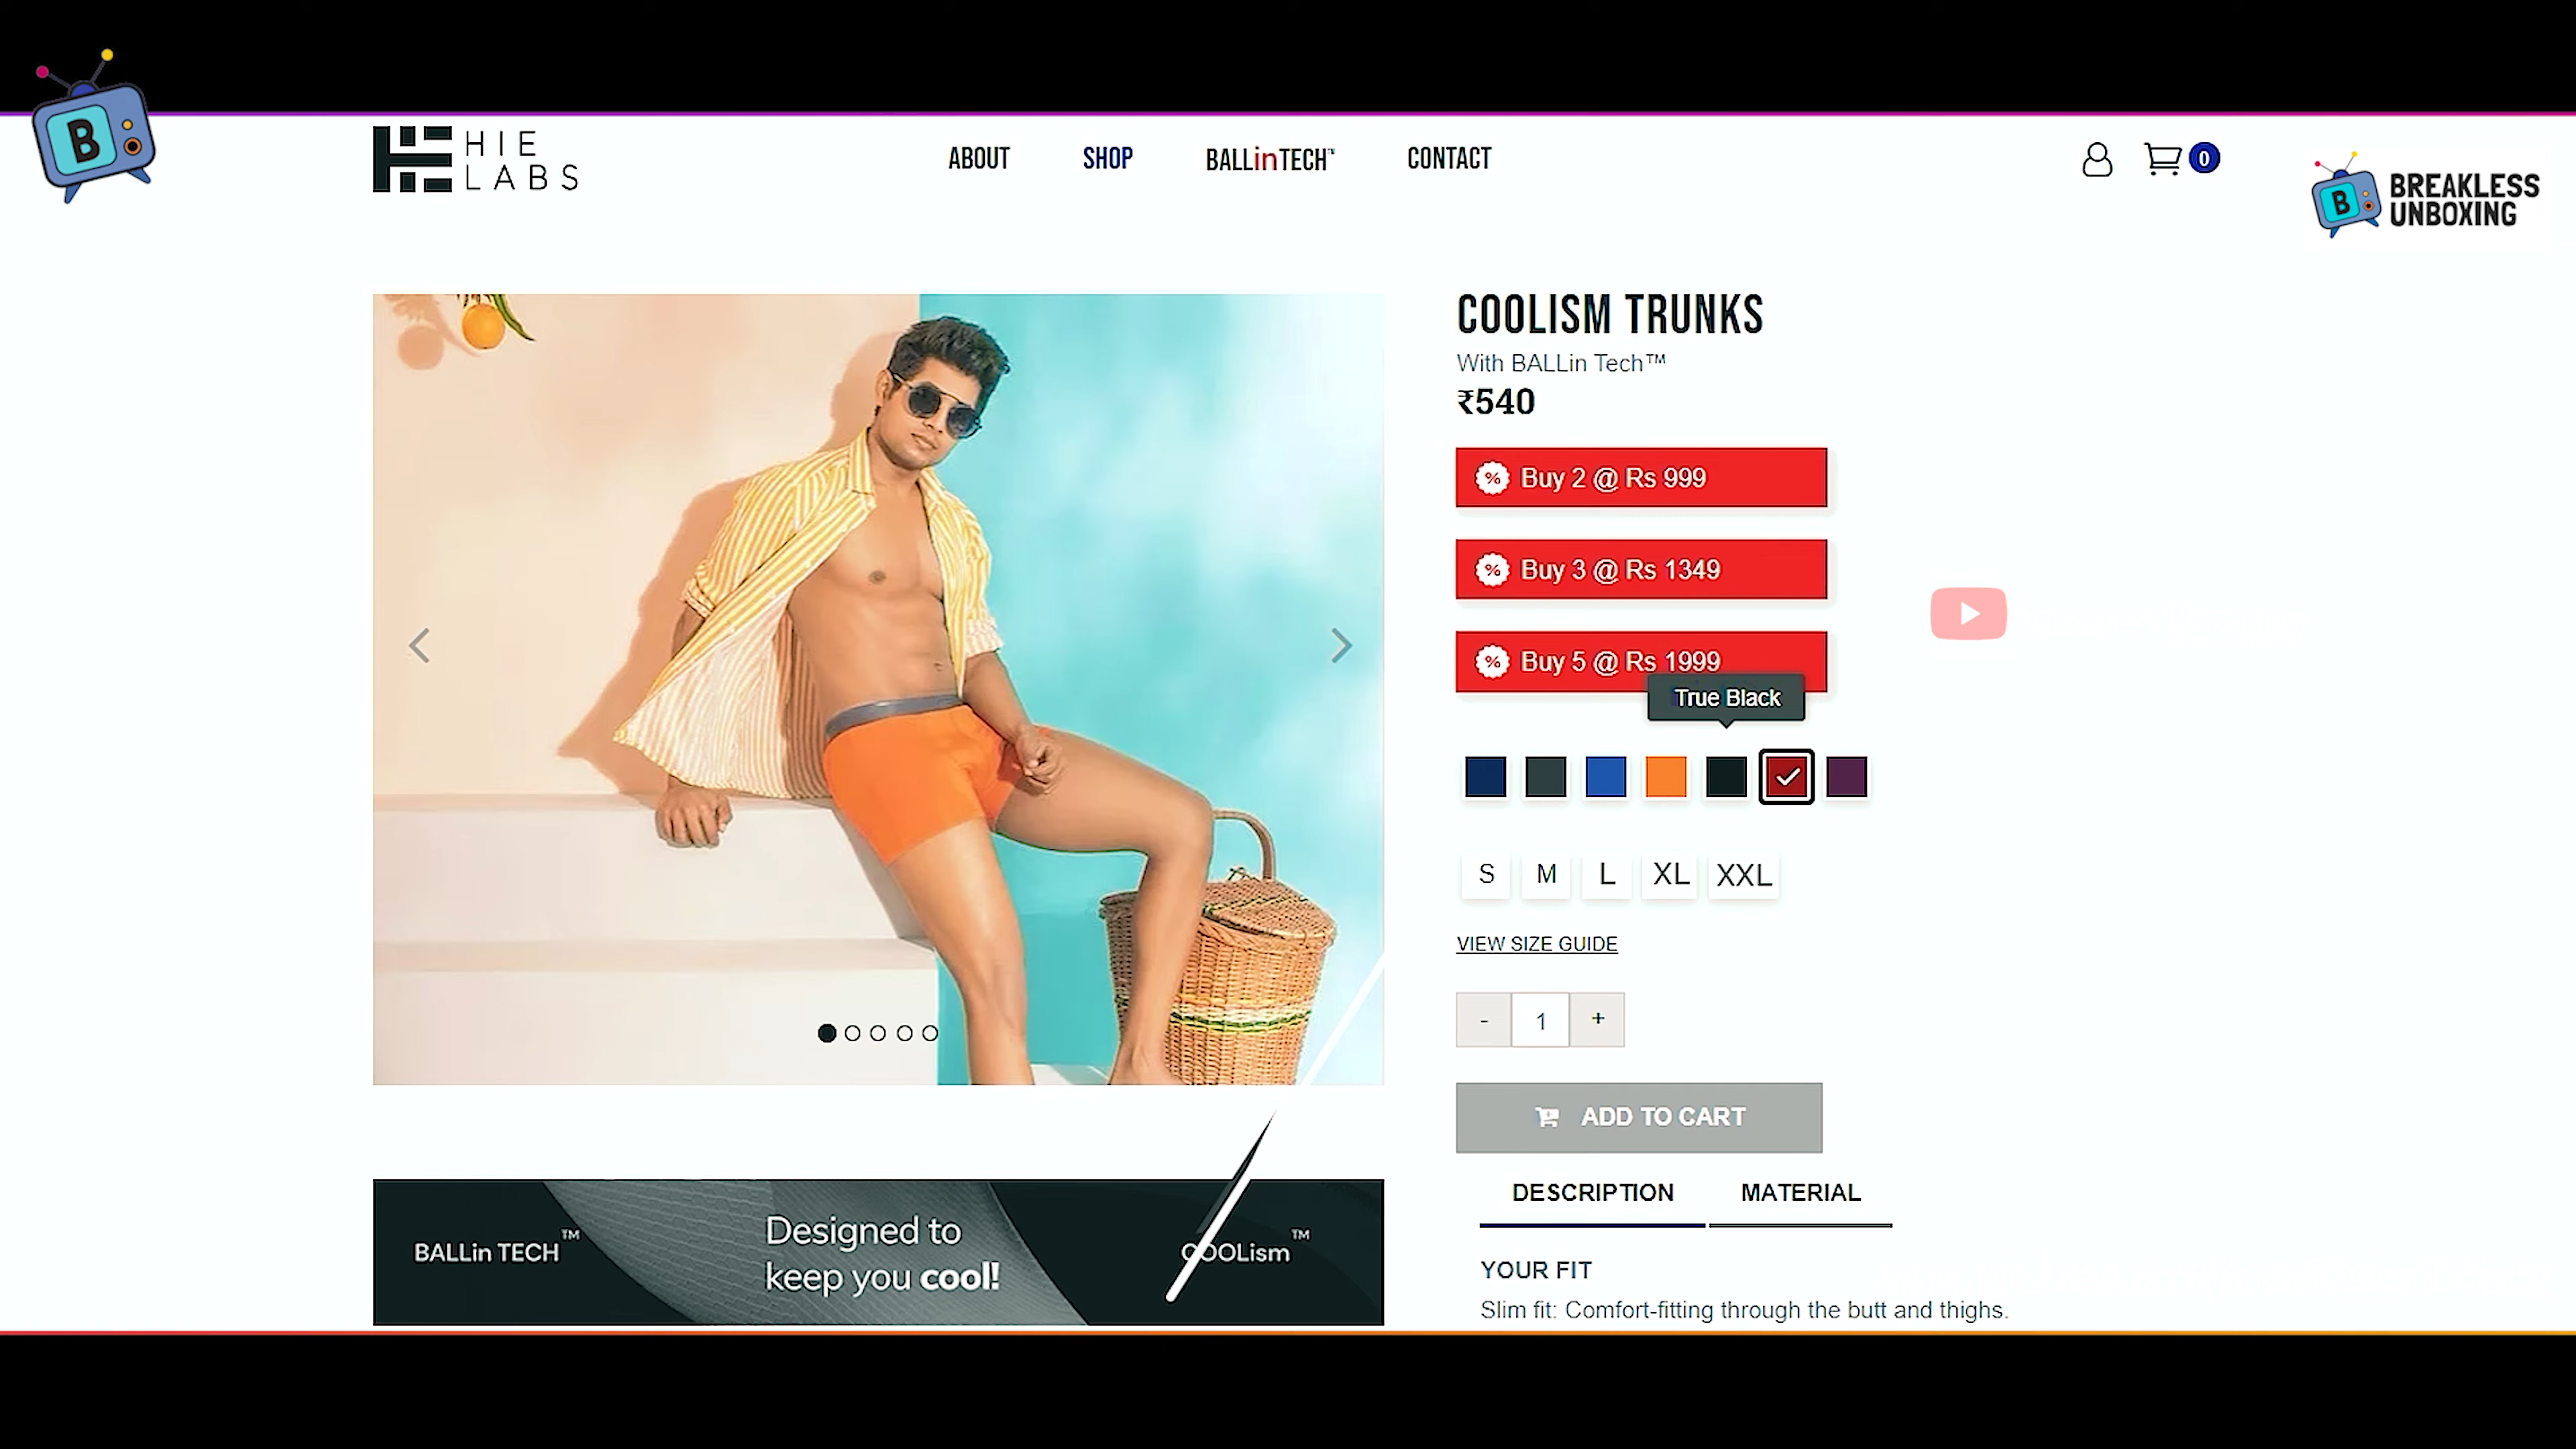 B
HIE
LABS
ABOUT
SHOP
BALLinTECH™
CONTACT
0
B
BREAKLESS
UNBOXING
COOLISM TRUNKS
With BALLin Tech™
₹540
% Buy 2 @ Rs 999
% Buy 3 @ Rs 1349
% Buy 5 @ Rs 1999
True Black
S M L XL XXL
VIEW SIZE GUIDE
- 1 +
ADD TO CART
DESCRIPTION MATERIAL
YOUR FIT
Slim fit: Comfort-fitting through the butt and thighs.
BALLin TECH™
Designed to
keep you cool!
COOLism™